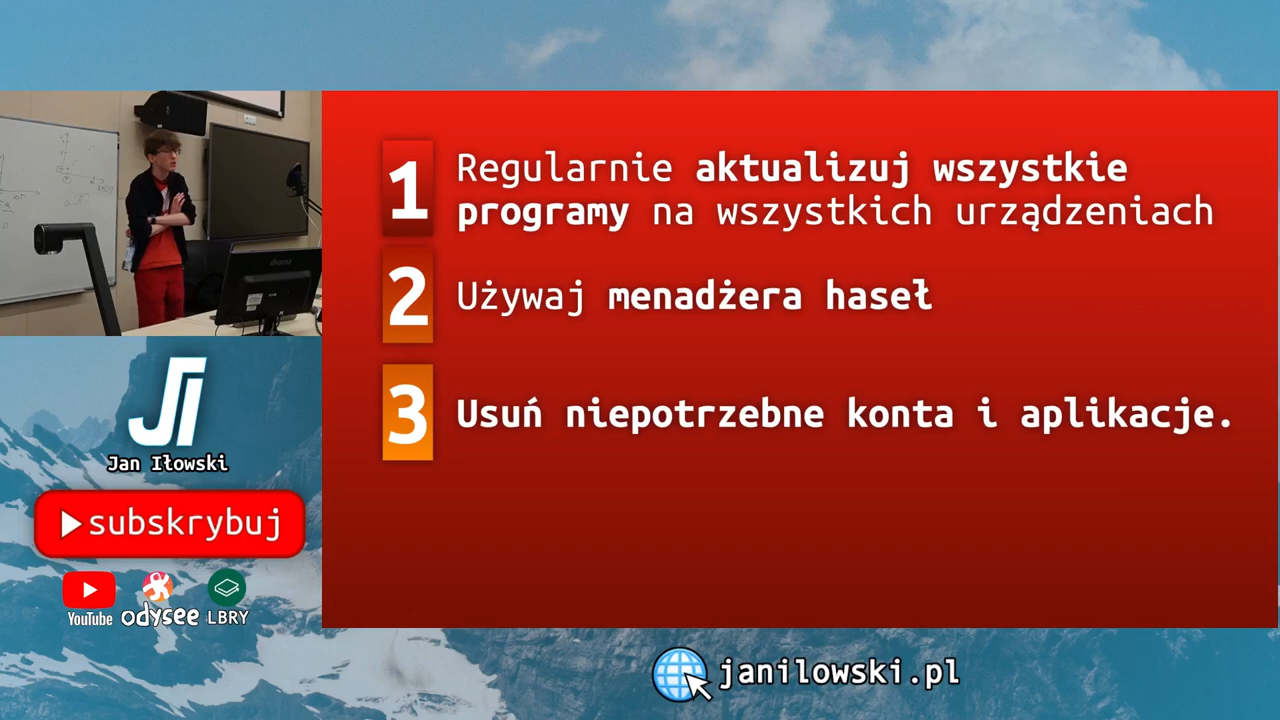 1
Regularnie aktualizuj wszystkie
programy na wszystkich urządzeniach
2
Używaj menadżera haseł
3
Usuń niepotrzebne konta i aplikacje.
iiyama
JI
Jan Iłowski
subskrybuj
YouTube odysee LBRY
janilowski.pl